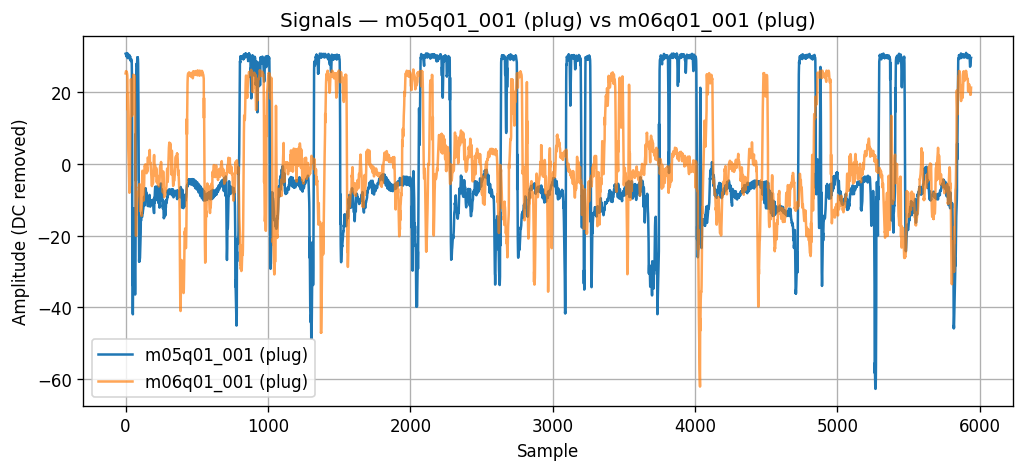 Signals — m05q01_001 (plug) vs m06q01_001 (plug)
Amplitude (DC removed)
20
0
−20
−40
−60
m05q01_001 (plug)
m06q01_001 (plug)
0 1000 2000 3000 4000 5000 6000
Sample